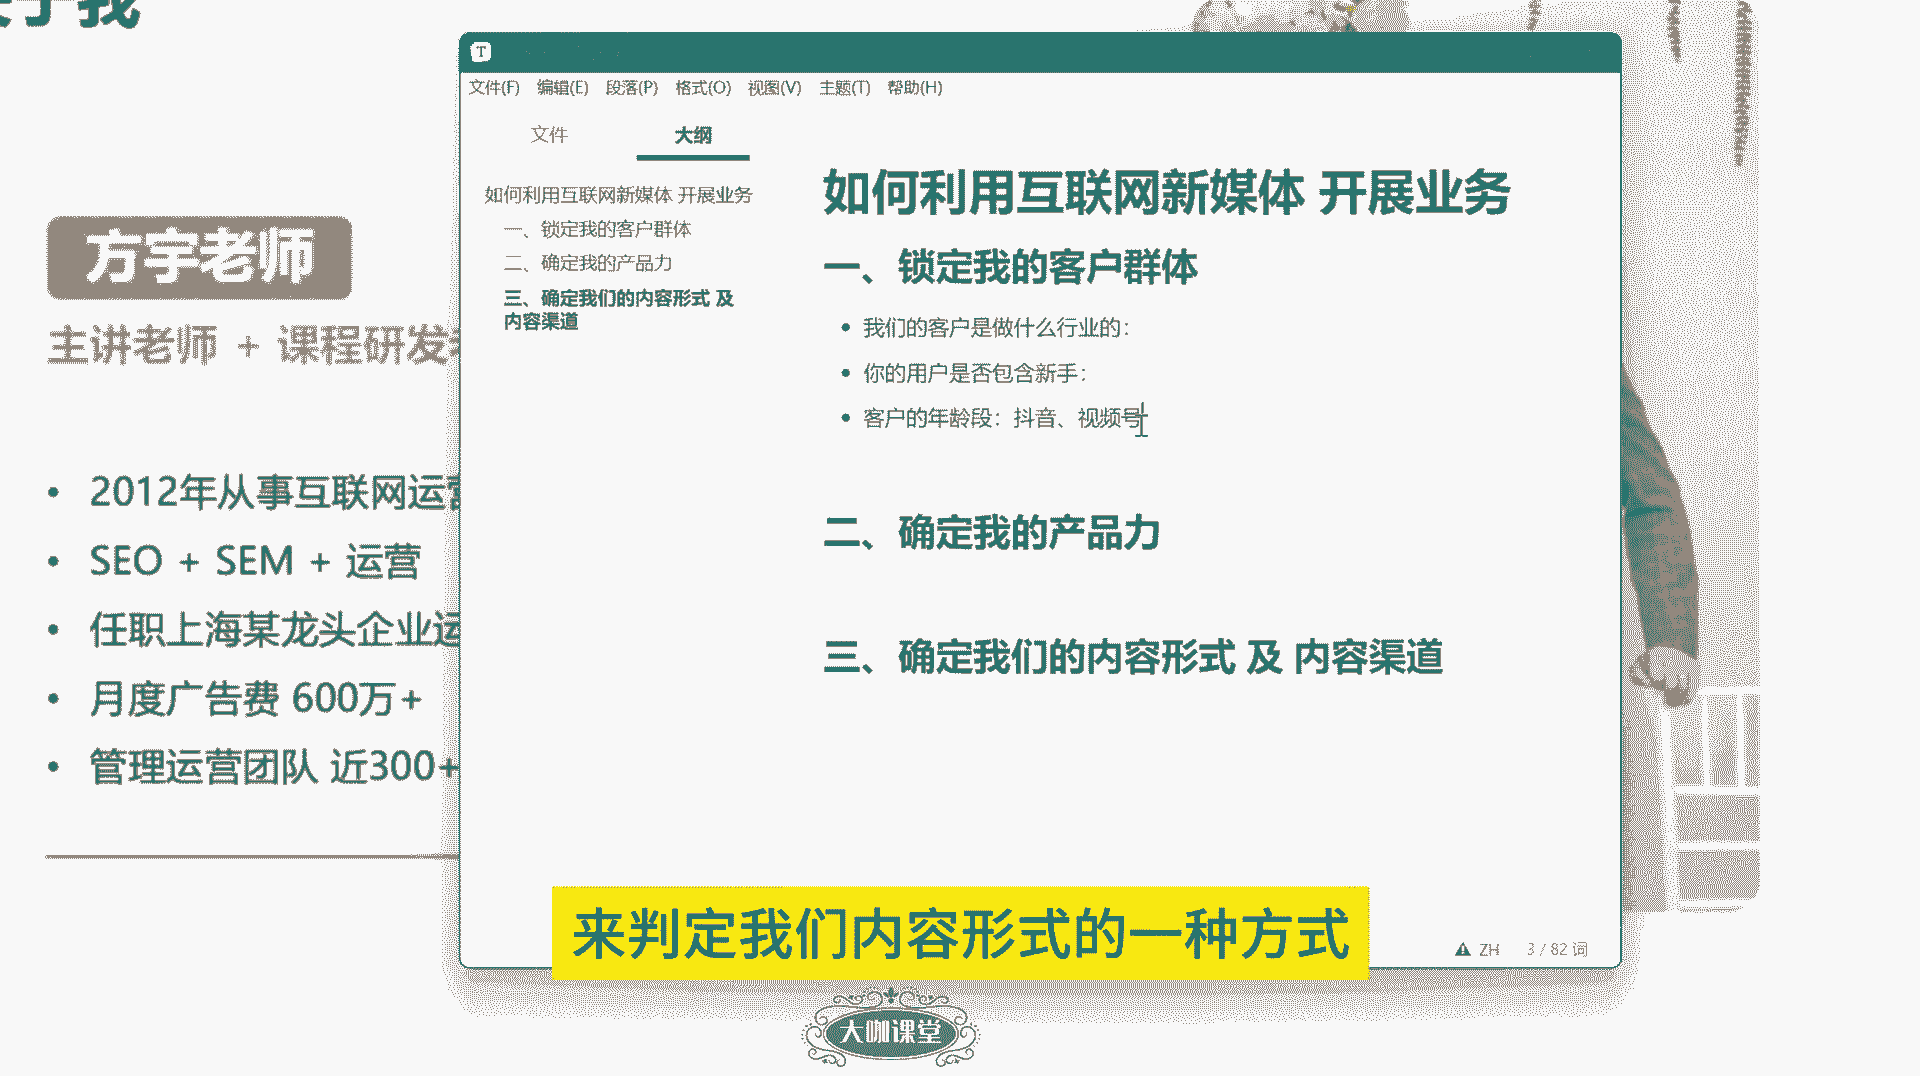 于我
方宇老师
主讲老师 + 课程研发
2012年从事互联网运营
SEO + SEM + 运营
任职上海某龙头企业运
月度广告费 600万+
管理运营团队 近300+
T
文件(F) 编辑(E) 段落(P) 格式(O) 视图(V) 主题(T) 帮助(H)
文件 大纲
如何利用互联网新媒体 开展业务
一、锁定我的客户群体
二、确定我的产品力
三、确定我们的内容形式 及
内容渠道
如何利用互联网新媒体 开展业务
一、锁定我的客户群体
我们的客户是做什么行业的：
你的用户是否包含新手：
客户的年龄段：抖音、视频号
二、确定我的产品力
三、确定我们的内容形式 及 内容渠道
ZH 3 / 82 词
来判定我们内容形式的一种方式
大咖课堂